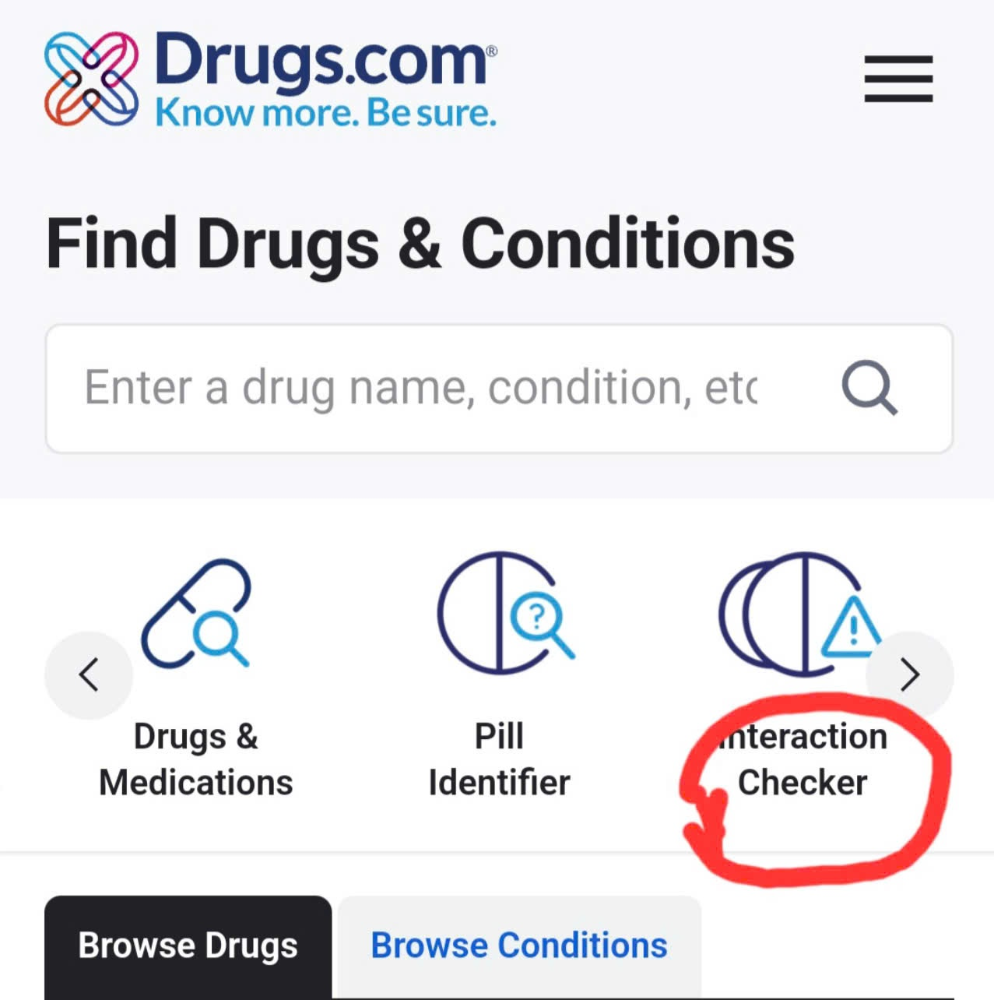 Drugs.com®
Know more. Be sure.
Find Drugs & Conditions
Enter a drug name, condition, etc
?
!
Drugs &
Medications
Pill
Identifier
Interaction
Checker
Browse Drugs
Browse Conditions